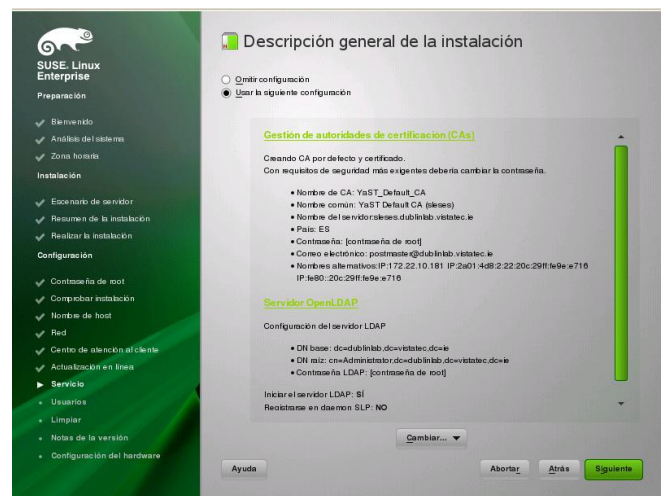 SUSE. Linux
Enterprise
Preparación
Bienvenido
Análisis del sistema
Zona horaria
Instalación
Escenario de servidor
Resumen de la instalación
Realizar la instalación
Configuración
Contraseña de root
Comprobar instalación
Nombre de host
Red
Centro de atención al cliente
Actualización en línea
Servicio
Usuarios
Limpiar
Notas de la versión
Configuración del hardware
Descripción general de la instalación
Omitir configuración
Usar la siguiente configuración
Gestión de autoridades de certificación (CAs)
Creando CA por defecto y certificado.
Con requisitos de seguridad más exigentes debería cambiar la contraseña.
• Nombre de CA: YaST_Default_CA
• Nombre común: YaST Default CA (sleses)
• Nombre del servidor:sleses.dublinlab.vistatec.ie
• País: ES
• Contraseña: [contraseña de root]
• Correo electrónico: postmaster@dublinlab.vistatec.ie
• Nombres alternativos:IP:172.22.10.181 IP:2a01:4d8:2:22:20c:29ff:fe9e:e716
IP:fe80::20c:29ff:fe9e:e716
Servidor OpenLDAP
Configuración del servidor LDAP
• DN base: dc=dublinlab,dc=vistatec,dc=ie
• DN raíz: cn=Administrator,dc=dublinlab,dc=vistatec,dc=ie
• Contraseña LDAP: [contraseña de root]
Iniciar el servidor LDAP: SÍ
Registrarse en daemon SLP: NO
Cambiar...
Ayuda
Abortar
Atrás
Siguiente